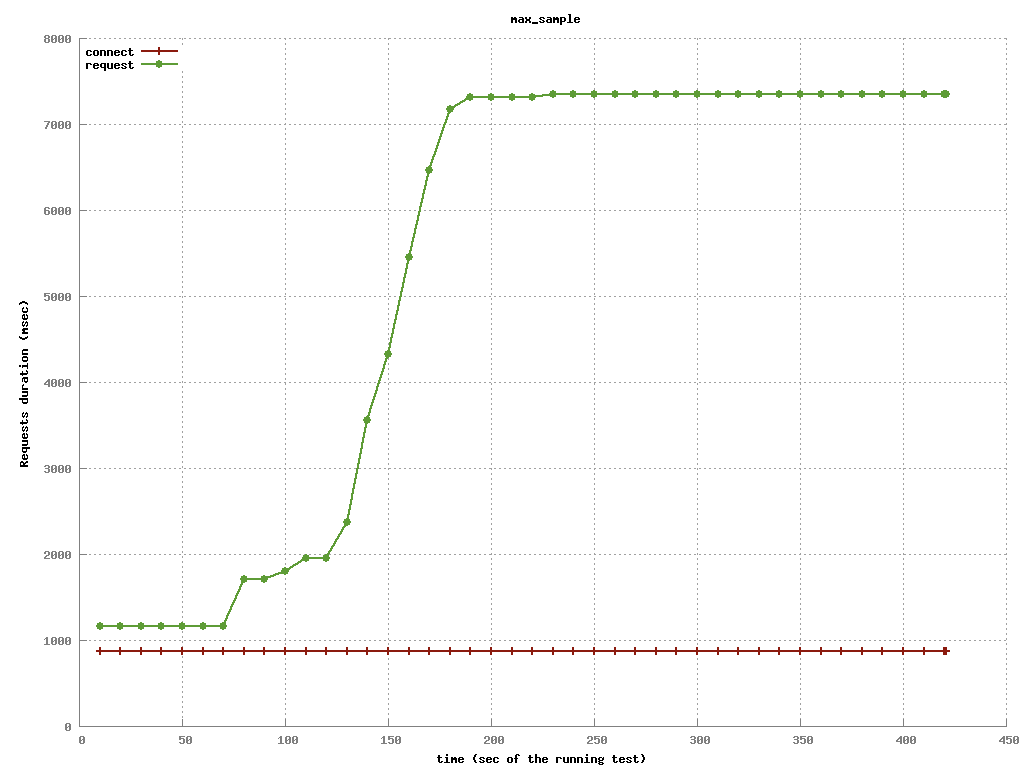 max_sample
8000
connect
request
7000
6000
5000
4000
3000
2000
1000
0
Requests duration (msec)
0 50 100 150 200 250 300 350 400 450
time (sec of the running test)